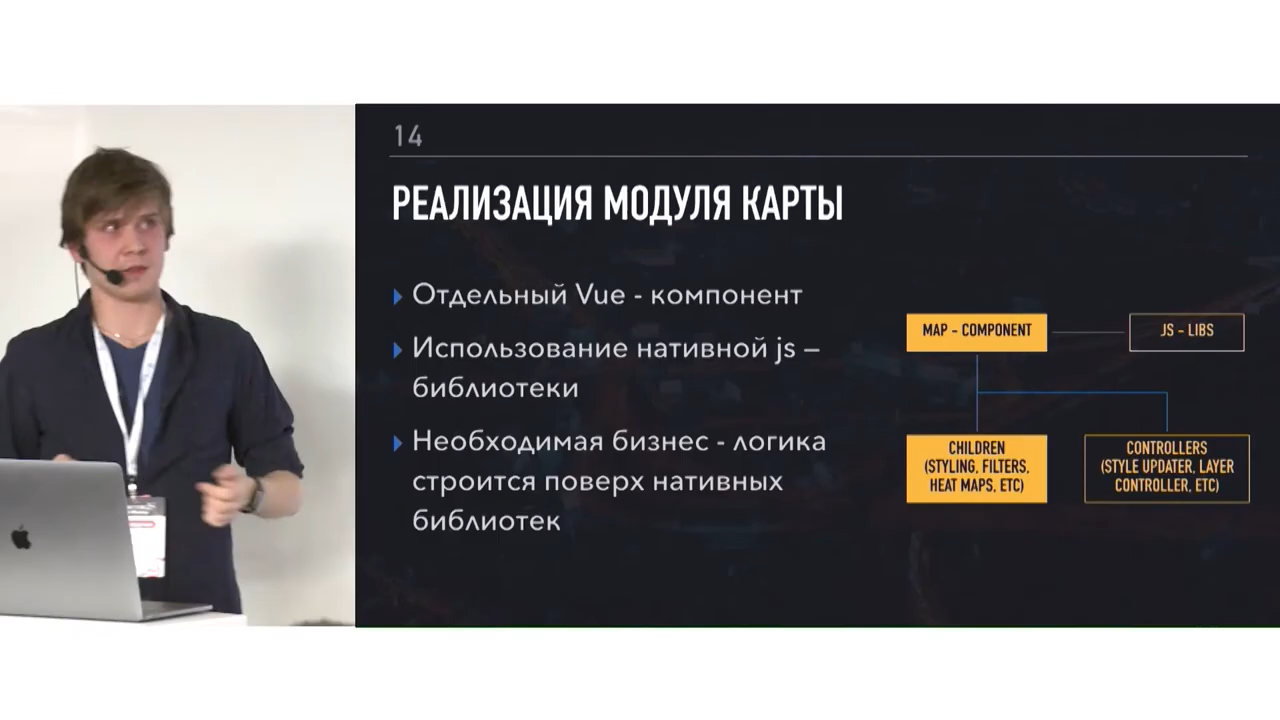 14
РЕАЛИЗАЦИЯ МОДУЛЯ КАРТЫ
Отдельный Vue - компонент
Использование нативной js –
библиотеки
Необходимая бизнес - логика
строится поверх нативных
библиотек
MAP - COMPONENT
JS - LIBS
CHILDREN
(STYLING, FILTERS,
HEAT MAPS, ETC)
CONTROLLERS
(STYLE UPDATER, LAYER
CONTROLLER, ETC)